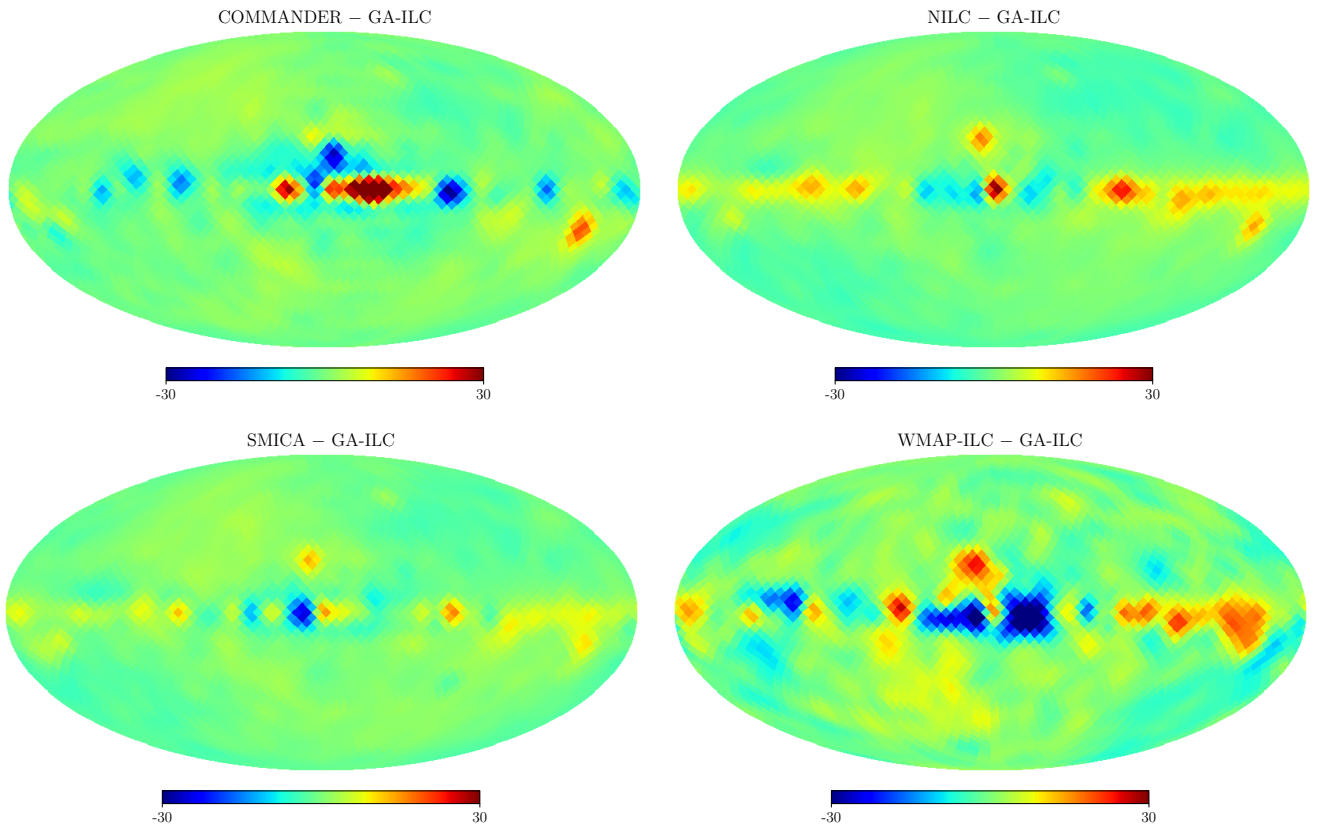 COMMANDER − GA-ILC
NILC − GA-ILC
-30 30
-30 30
SMICA − GA-ILC
WMAP-ILC − GA-ILC
-30 30
-30 30